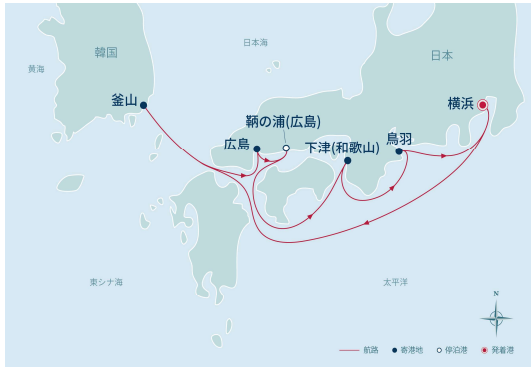 日本海
韓国
日本
黄海
釜山
横浜
鞆の浦(広島)
広島
鳥羽
下津(和歌山)
東シナ海
太平洋
N
航路
寄港地
停泊港
発着港